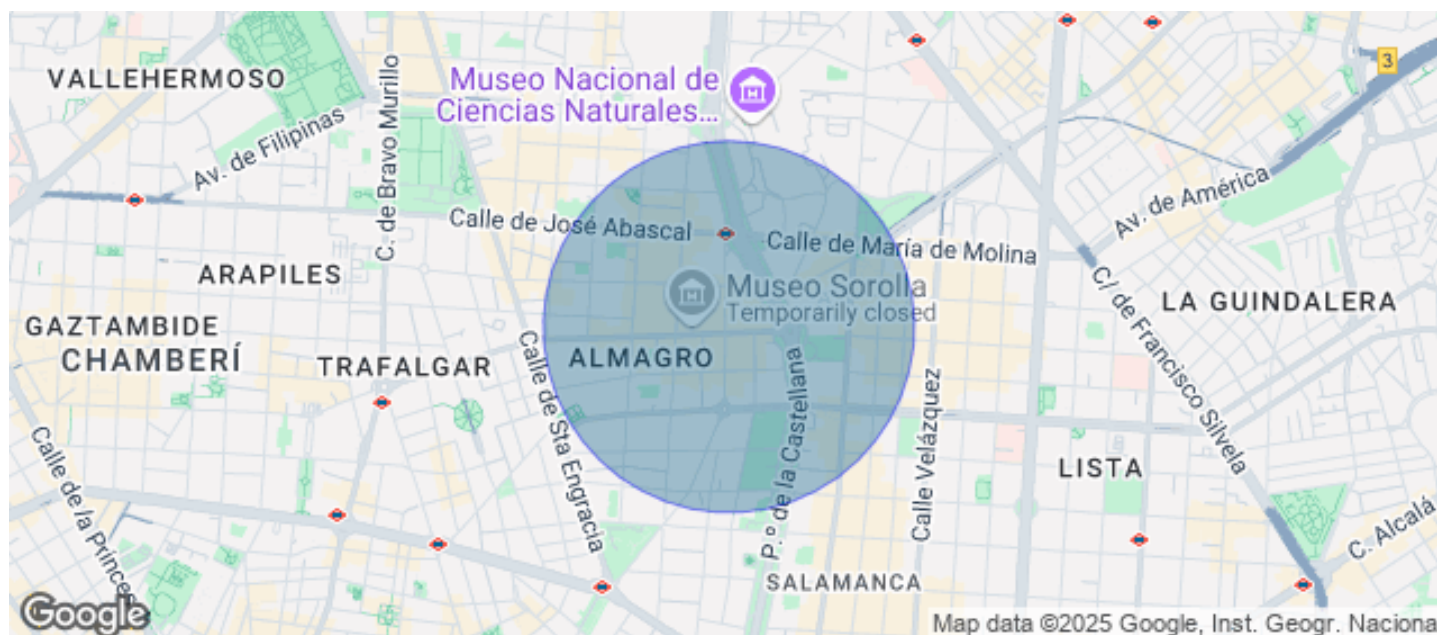 VALLEHERMOSO
Museo Nacional de
Ciencias Naturales...
3
Av. de Filipinas
C. de Bravo Murillo
Av. de América
Calle de José Abascal
Calle de María de Molina
ARAPILES
Museo Sorolla
Temporarily closed
LA GUINDALERA
GAZTAMBIDE
CHAMBERÍ
TRAFALGAR
ALMAGRO
Calle de Sta Engracia
P.º de la Castellana
Calle Velázquez
C/ de Francisco Silvela
LISTA
Calle de la Princes
C. Alcalá
SALAMANCA
Google
Map data ©2025 Google, Inst. Geogr. Naciona